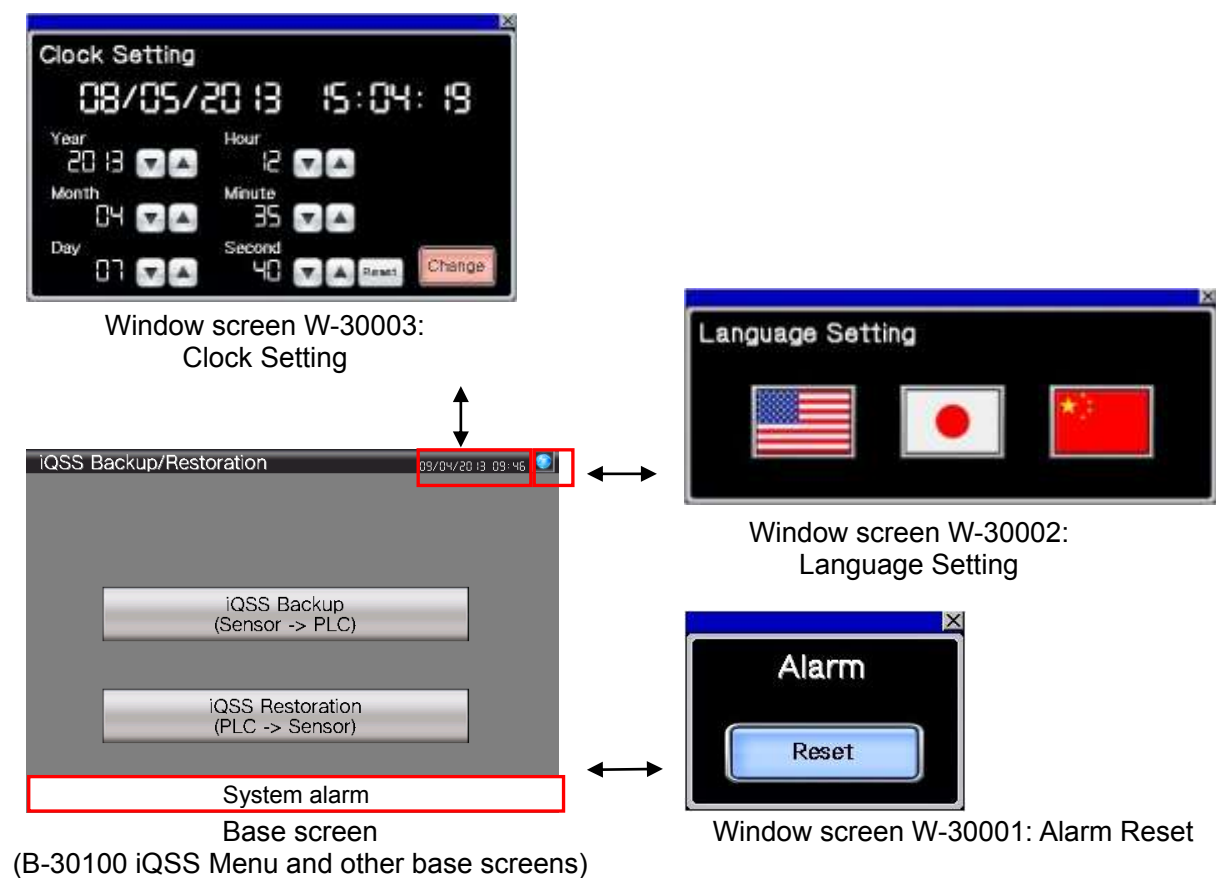 Clock Setting
08/05/2013 15:04:19
Year Hour
2013 12
Month Minute
04 35
Day Second
07 40 Reset Change
Window screen W-30003:
Clock Setting
Language Setting
Window screen W-30002:
Language Setting
iQSS Backup/Restoration 09/04/2013 09:46
iQSS Backup
(Sensor -> PLC)
iQSS Restoration
(PLC -> Sensor)
System alarm
Base screen
(B-30100 iQSS Menu and other base screens)
Alarm
Reset
Window screen W-30001: Alarm Reset